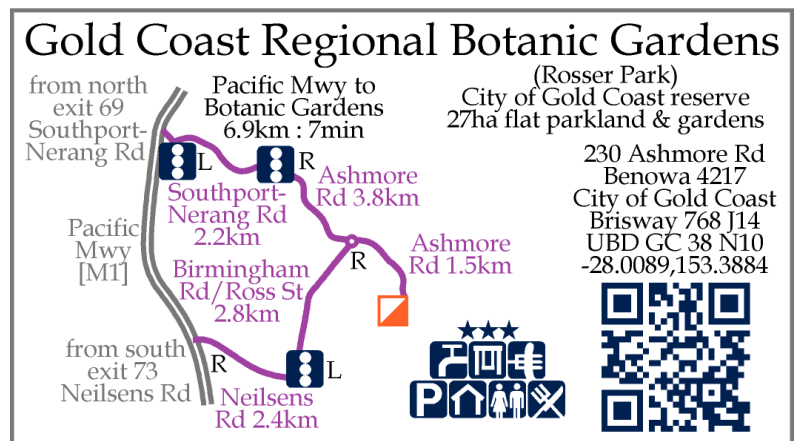 Gold Coast Regional Botanic Gardens
from north
exit 69
Southport-
Nerang Rd
Pacific Mwy to
Botanic Gardens
6.9km : 7min
(Rosser Park)
City of Gold Coast reserve
27ha flat parkland & gardens
230 Ashmore Rd
Benowa 4217
City of Gold Coast
Brisway 768 J14
UBD GC 38 N10
-28.0089,153.3884
L
R
Southport-
Nerang Rd
2.2km
Ashmore
Rd 3.8km
Pacific
Mwy
[M1]
R
Ashmore
Rd 1.5km
Birmingham
Rd/Ross St
2.8km
from south
exit 73
Neilsens Rd
R
L
Neilsens
Rd 2.4km
P